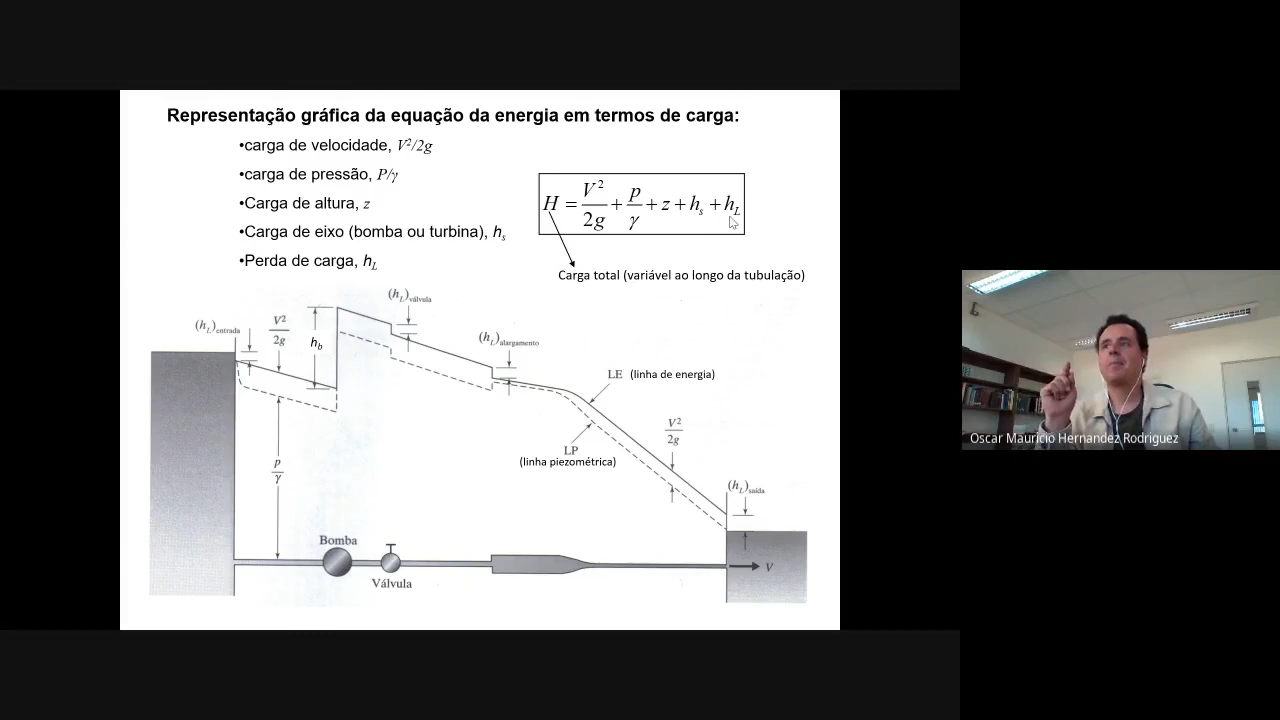 Representação gráfica da equação da energia em termos de carga:
•carga de velocidade, V²/2g
•carga de pressão, P/γ
•Carga de altura, z
•Carga de eixo (bomba ou turbina), hₛ
•Perda de carga, h_L
H = V²/2g + p/γ + z + hₛ + h_L
Carga total (variável ao longo da tubulação)
(h_L)válvula
(h_L)entrada
V²/2g
h_b
(h_L)alargamento
LE (linha de energia)
V²/2g
LP
(linha piezométrica)
p/γ
(h_L)saída
Bomba
Válvula
V
Oscar Mauricio Hernandez Rodriguez